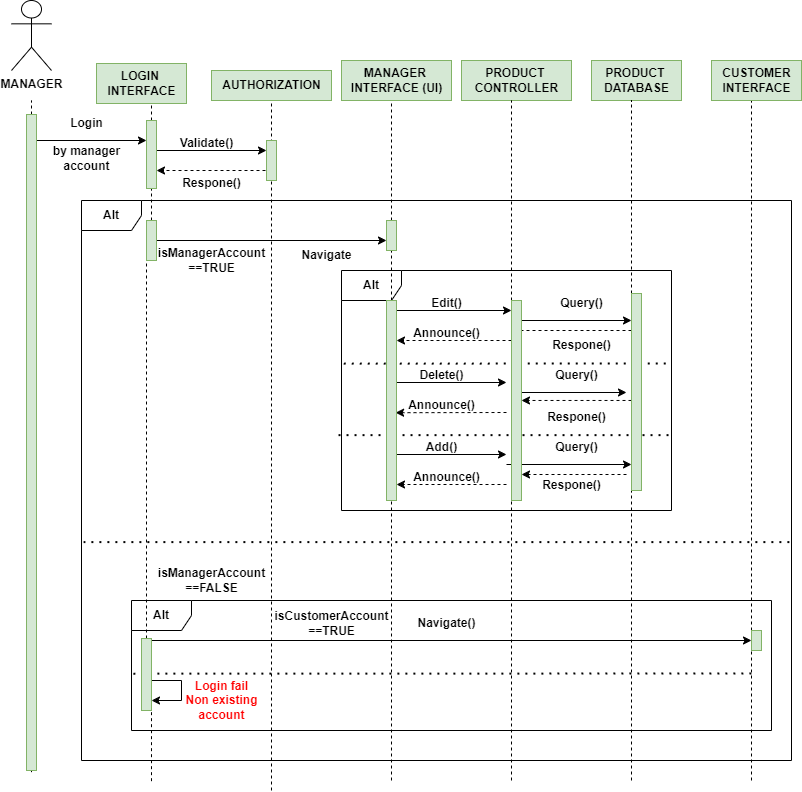 MANAGER
LOGIN
INTERFACE
AUTHORIZATION
MANAGER
INTERFACE (UI)
PRODUCT
CONTROLLER
PRODUCT
DATABASE
CUSTOMER
INTERFACE
Login
by manager
account
Validate()
Respone()
Alt
isManagerAccount
==TRUE
Navigate
Alt
Edit()
Query()
Announce()
Respone()
Delete()
Query()
Announce()
Respone()
Add()
Query()
Announce()
Respone()
isManagerAccount
==FALSE
Alt
isCustomerAccount
==TRUE
Navigate()
Login fail
Non existing
account